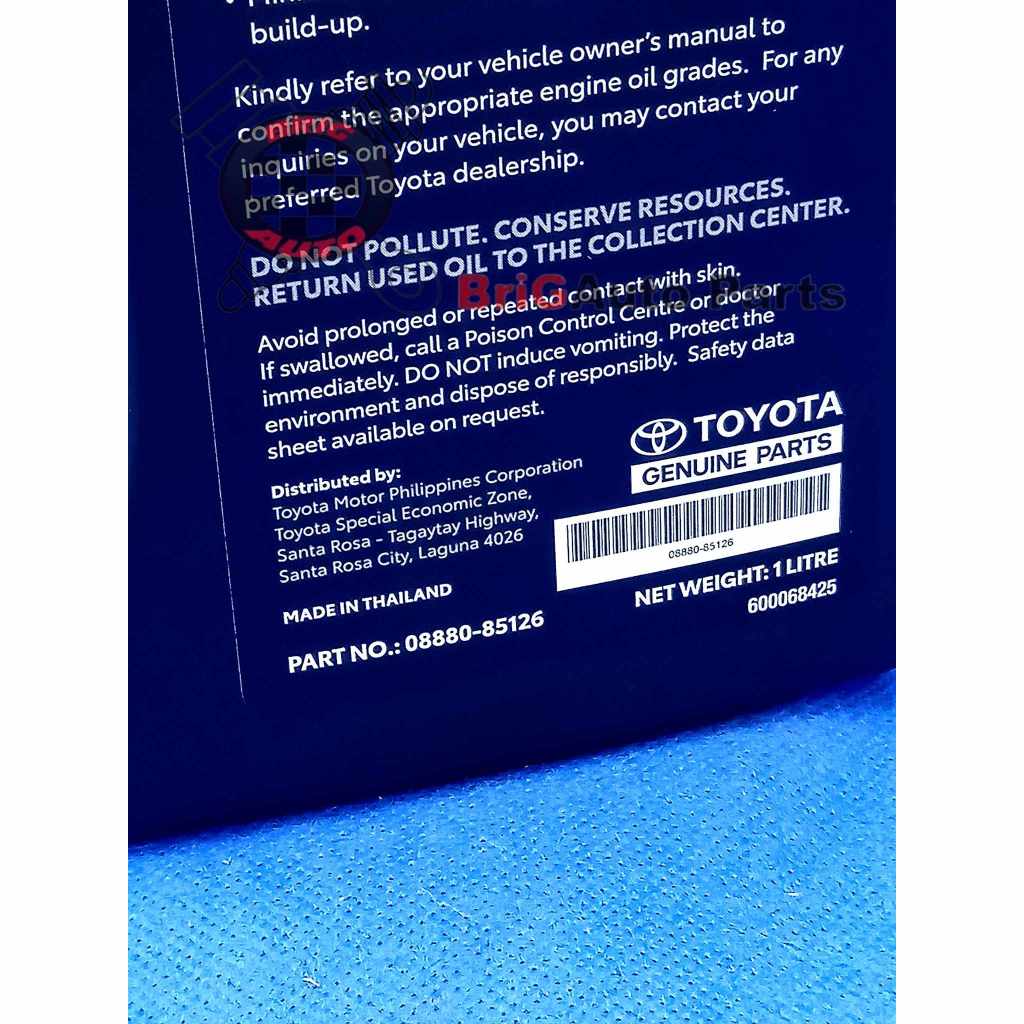 build-up.
Kindly refer to your vehicle owner's manual to
confirm the appropriate engine oil grades. For any
inquiries on your vehicle, you may contact your
preferred Toyota dealership.
DO NOT POLLUTE. CONSERVE RESOURCES.
RETURN USED OIL TO THE COLLECTION CENTER.
Avoid prolonged or repeated contact with skin.
If swallowed, call a Poison Control Centre or doctor
immediately. DO NOT induce vomiting. Protect the
environment and dispose of responsibly. Safety data
sheet available on request.
Distributed by:
Toyota Motor Philippines Corporation
Toyota Special Economic Zone,
Santa Rosa - Tagaytay Highway,
Santa Rosa City, Laguna 4026
MADE IN THAILAND
PART NO.: 08880-85126
TOYOTA
GENUINE PARTS
08880-85126
NET WEIGHT: 1 LITRE
600068425
AUTO
BriG Auto Parts